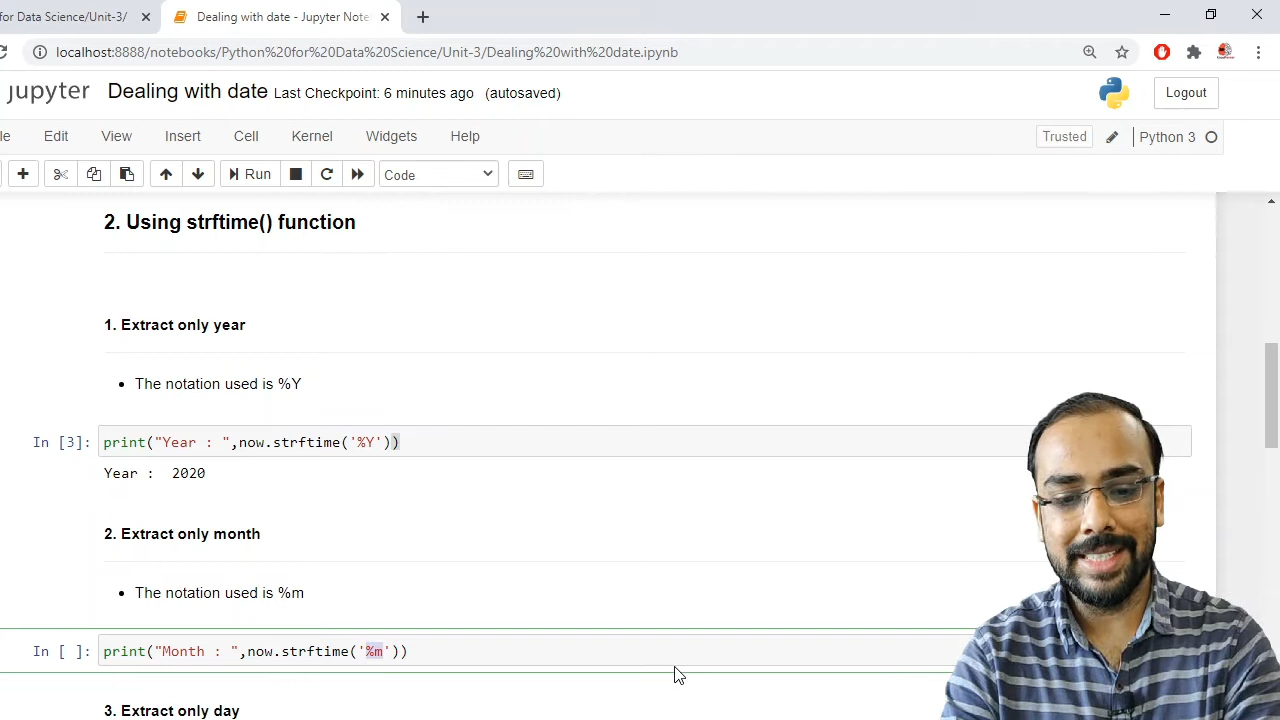 for Data Science/Unit-3/
Dealing with date - Jupyter Note
localhost:8888/notebooks/Python%20for%20Data%20Science/Unit-3/Dealing%20with%20date.ipynb
jupyter Dealing with date Last Checkpoint: 6 minutes ago (autosaved)
Logout
le Edit View Insert Cell Kernel Widgets Help
Trusted Python 3
Run Code
2. Using strftime() function
1. Extract only year
• The notation used is %Y
In [3]: print("Year : ",now.strftime('%Y'))
Year : 2020
2. Extract only month
• The notation used is %m
In [ ]: print("Month : ",now.strftime('%m'))
3. Extract only day